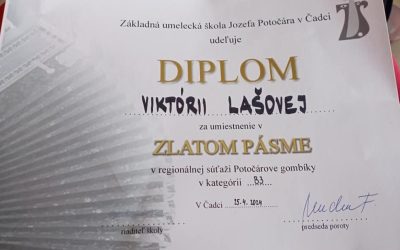 Základná umelecká škola Jozefa Potočára v Čadci
udeľuje
DIPLOM
VIKTÓRII LAŠOVEJ
za umiestnenie v
ZLATOM PÁSME
v regionálnej súťaži Potočárove gombíky
v kategórii ...B3...
V Čadci ..25.4. 2024
riaditeľ školy
predseda poroty